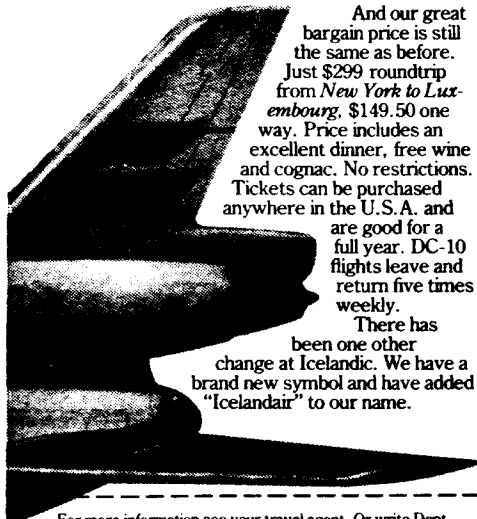 And our great
bargain price is still
the same as before.
Just $299 roundtrip
from New York to Lux-
embourg, $149.50 one
way. Price includes an
excellent dinner, free wine
and cognac. No restrictions.
Tickets can be purchased
anywhere in the U.S.A. and
are good for a
full year. DC-10
flights leave and
return five times
weekly.
There has
been one other
change at Icelandic. We have a
brand new symbol and have added
"Icelandair" to our name.
For more information see your travel agent. Or write Dept.